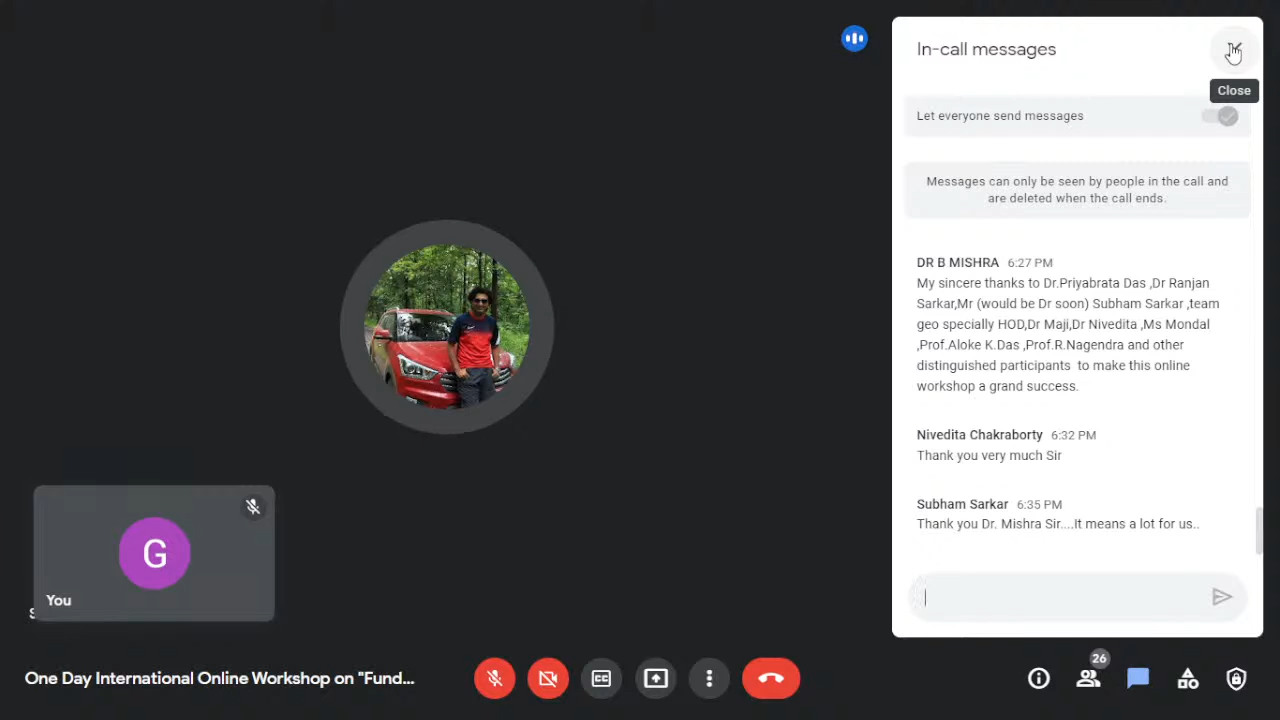 In-call messages
Close
Let everyone send messages
Messages can only be seen by people in the call and
are deleted when the call ends.
DR B MISHRA 6:27 PM
My sincere thanks to Dr.Priyabrata Das ,Dr Ranjan
Sarkar,Mr (would be Dr soon) Subham Sarkar ,team
geo specially HOD,Dr Maji,Dr Nivedita ,Ms Mondal
,Prof.Aloke K.Das ,Prof.R.Nagendra and other
distinguished participants to make this online
workshop a grand success.
Nivedita Chakraborty 6:32 PM
Thank you very much Sir
Subham Sarkar 6:35 PM
Thank you Dr. Mishra Sir....It means a lot for us..
G
You
S
One Day International Online Workshop on "Fund...
CC
26